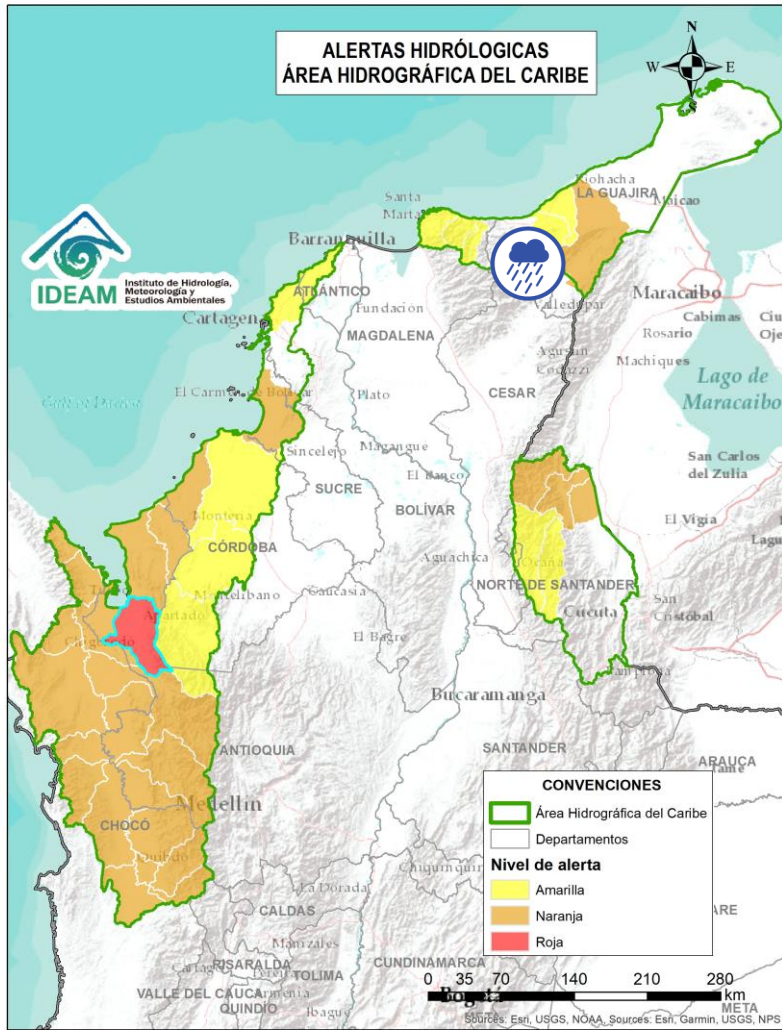 ALERTAS HIDRÓLOGICAS
ÁREA HIDROGRÁFICA DEL CARIBE
N
W E
S
Riohacha
LA GUAJIRA
Maicao
Santa
Marta
Barranquilla
IDEAM
Instituto de Hidrología,
Meteorología y
Estudios Ambientales
ATLÁNTICO
Cartagena
Fundación
Valledupar
Maracaibo
Cabimas
MAGDALENA
Rosario
Agustín
Codazzi
Machiques
El Carmen de Bolívar
Plato
CESAR
Lago de
Maracaibo
Sincelejo
Magangue
San Carlos
del Zulia
SUCRE
El Banco
Montería
BOLÍVAR
El Vigía
CÓRDOBA
Aguachica
Ocaña
NORTE DE SANTANDER
Montelibano
Caucasia
Cucuta
San
Cristóbal
Apartadó
El Bagre
Pamplona
Bucaramanga
ANTIOQUIA
SANTANDER
ARAUCA
Medellín
CHOCÓ
Quibdó
La Dorada
CALDAS
Manizales
RISARALDA
TOLIMA
CUNDINAMARCA
VALLE DEL CAUCA
Armenia
QUINDÍO
Ibague
Bogotá
META
CONVENCIONES
Área Hidrográfica del Caribe
Departamentos
Nivel de alerta
Amarilla
Naranja
Roja
0 35 70 140 210 280
km
Sources: Esri, USGS, NOAA, Sources: Esri, Garmin, USGS, NPS